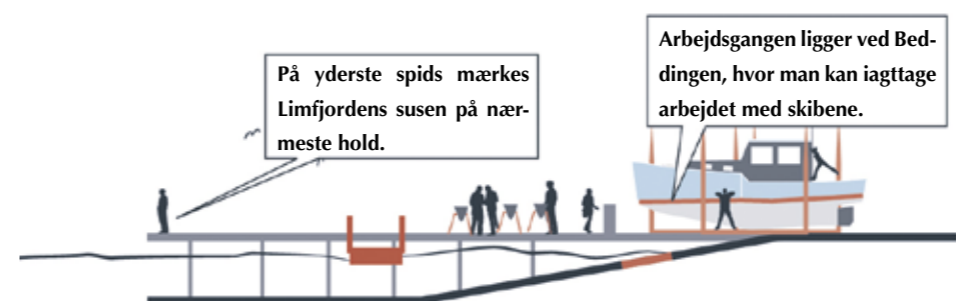 På yderste spids mærkes
Limfjordens susen på nær-
meste hold.
Arbejdsgangen ligger ved Bed-
dingen, hvor man kan iagttage
arbejdet med skibene.